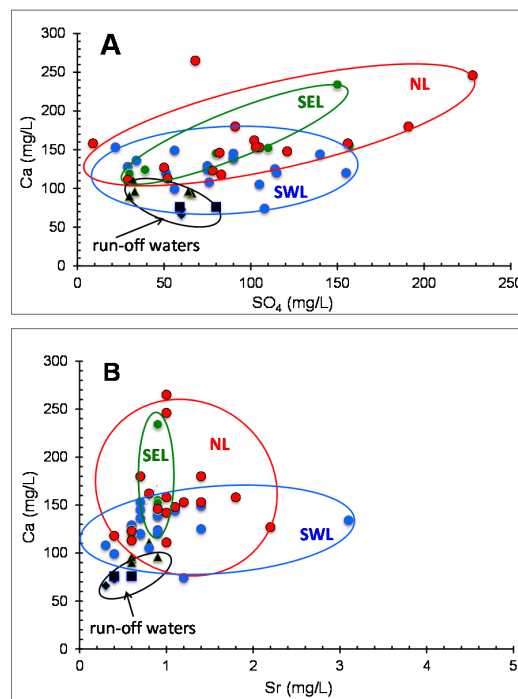 A
300
250
200
150
100
50
0
Ca (mg/L)
NL
SEL
SWL
run-off waters
0 50 100 150 200 250 300
SO₄ (mg/L)
B
300
250
200
150
100
50
0
Ca (mg/L)
SEL
NL
SWL
run-off waters
0 1 2 3 4 5
Sr (mg/L)